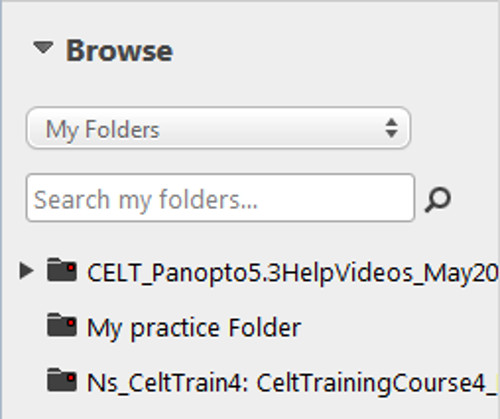 Browse
My Folders
Search my folders...
CELT_Panopto5.3HelpVideos_May20
My practice Folder
Ns_CeltTrain4: CeltTrainingCourse4_